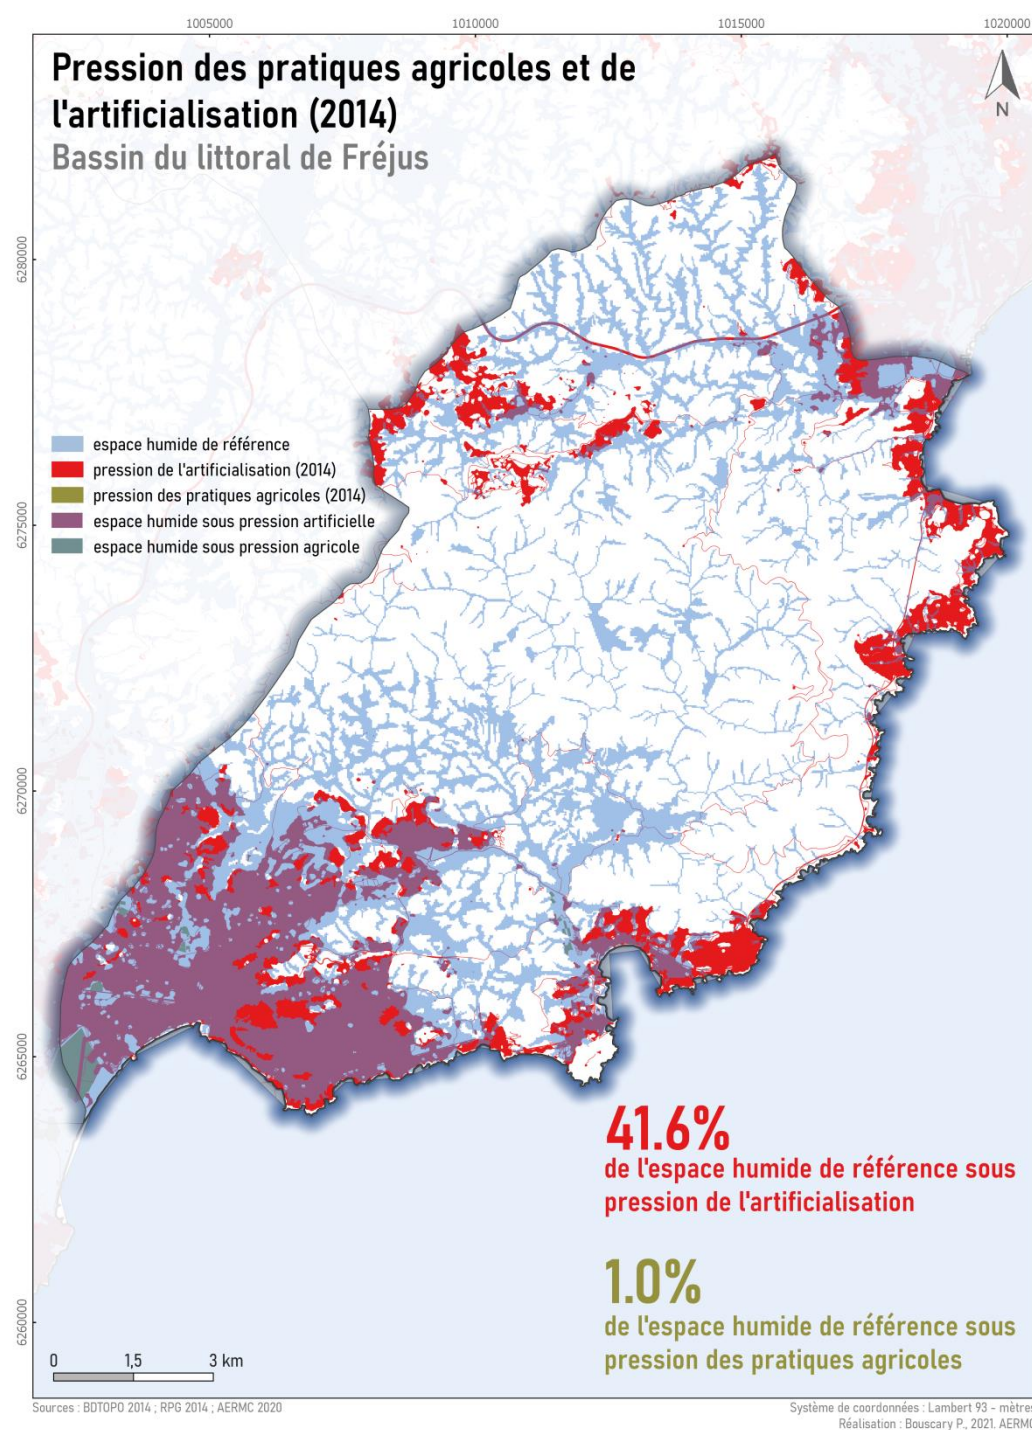 1005000
1010000
1015000
1020000
Pression des pratiques agricoles et de
l'artificialisation (2014)
Bassin du littoral de Fréjus
N
6280000
espace humide de référence
pression de l'artificialisation (2014)
pression des pratiques agricoles (2014)
espace humide sous pression artificielle
espace humide sous pression agricole
6275000
6270000
6265000
41.6%
de l'espace humide de référence sous
pression de l'artificialisation
1.0%
de l'espace humide de référence sous
pression des pratiques agricoles
6260000
0 1,5 3 km
Sources : BDTOPO 2014 ; RPG 2014 ; AERMC 2020
Système de coordonnées : Lambert 93 - mètres
Réalisation : Bouscary P., 2021. AERMC